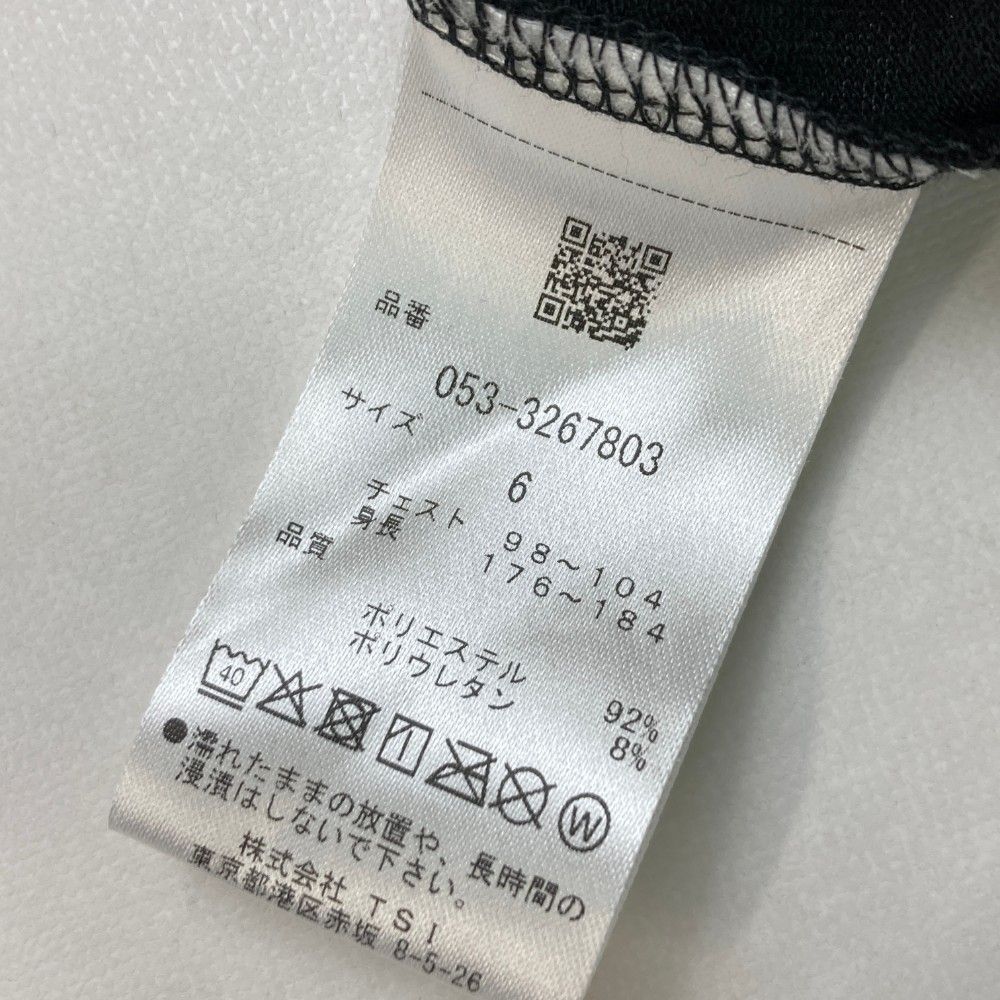 品番
053-3267803
サイズ
6
チェスト 98～104
身長 176～184
品質
ポリエステル 92%
ポリウレタン 8%
40
W
●濡れたままの放置や、長時間の
浸漬はしないで下さい。
株式会社 TSI
東京都港区赤坂 8-5-26